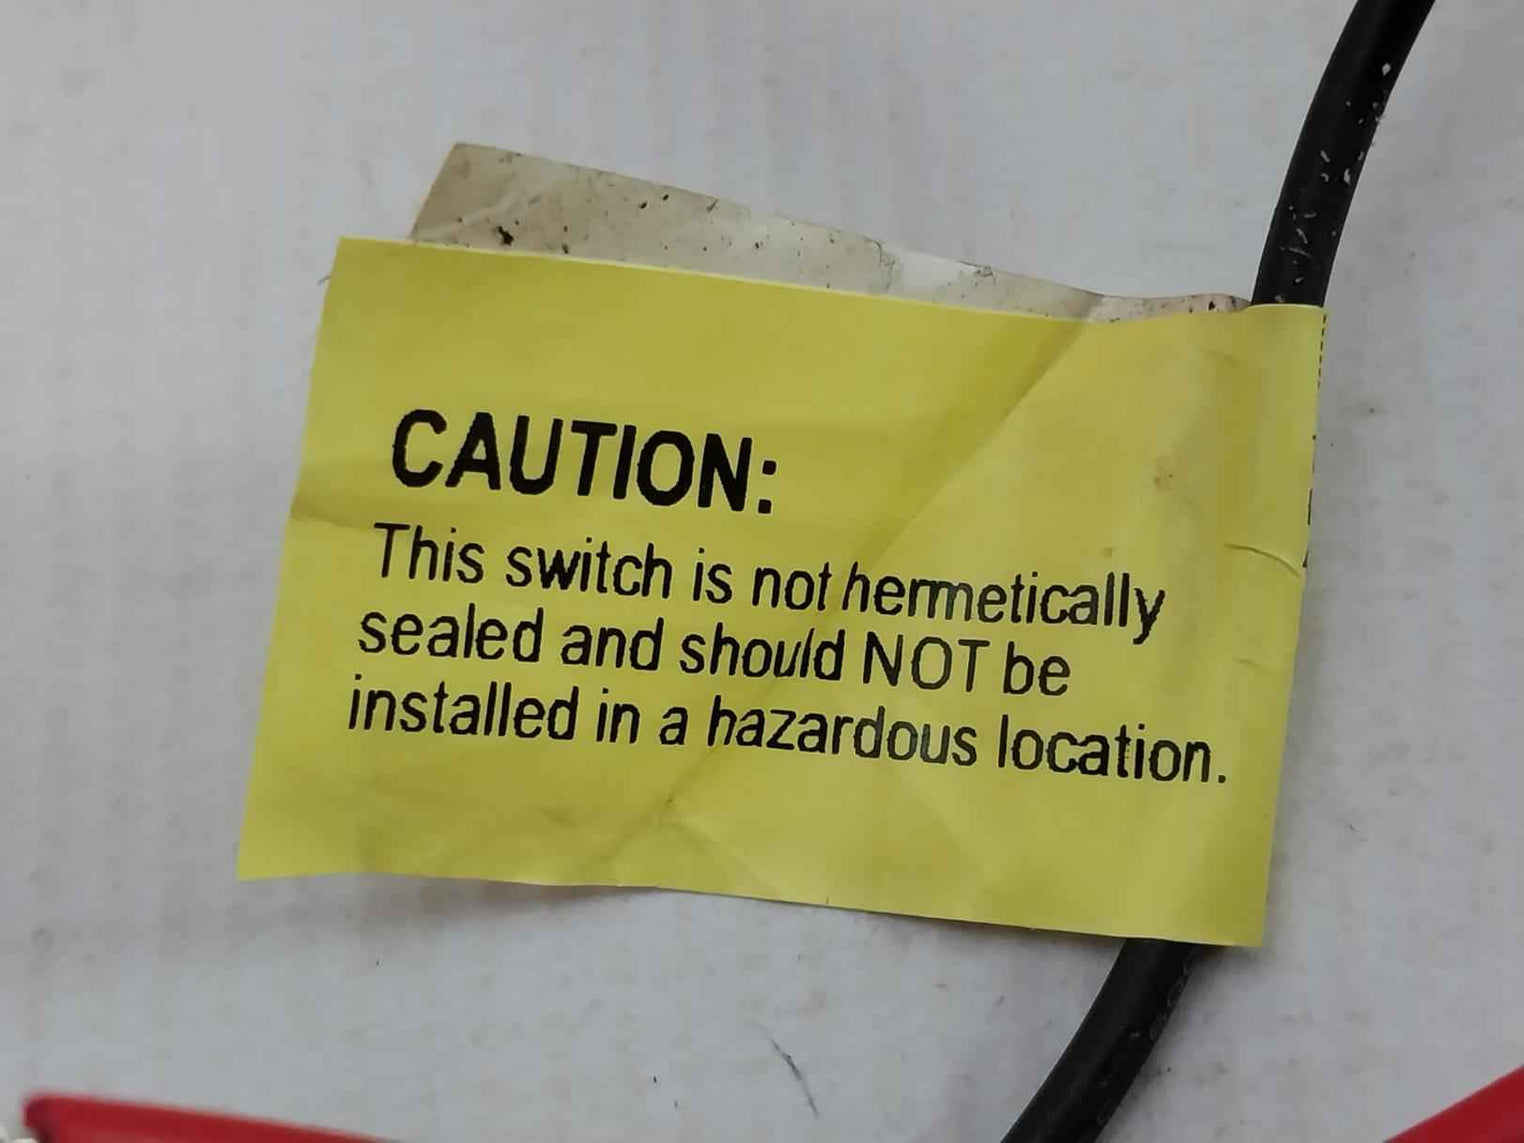 CAUTION:
This switch is not hermetically
sealed and should NOT be
installed in a hazardous location.